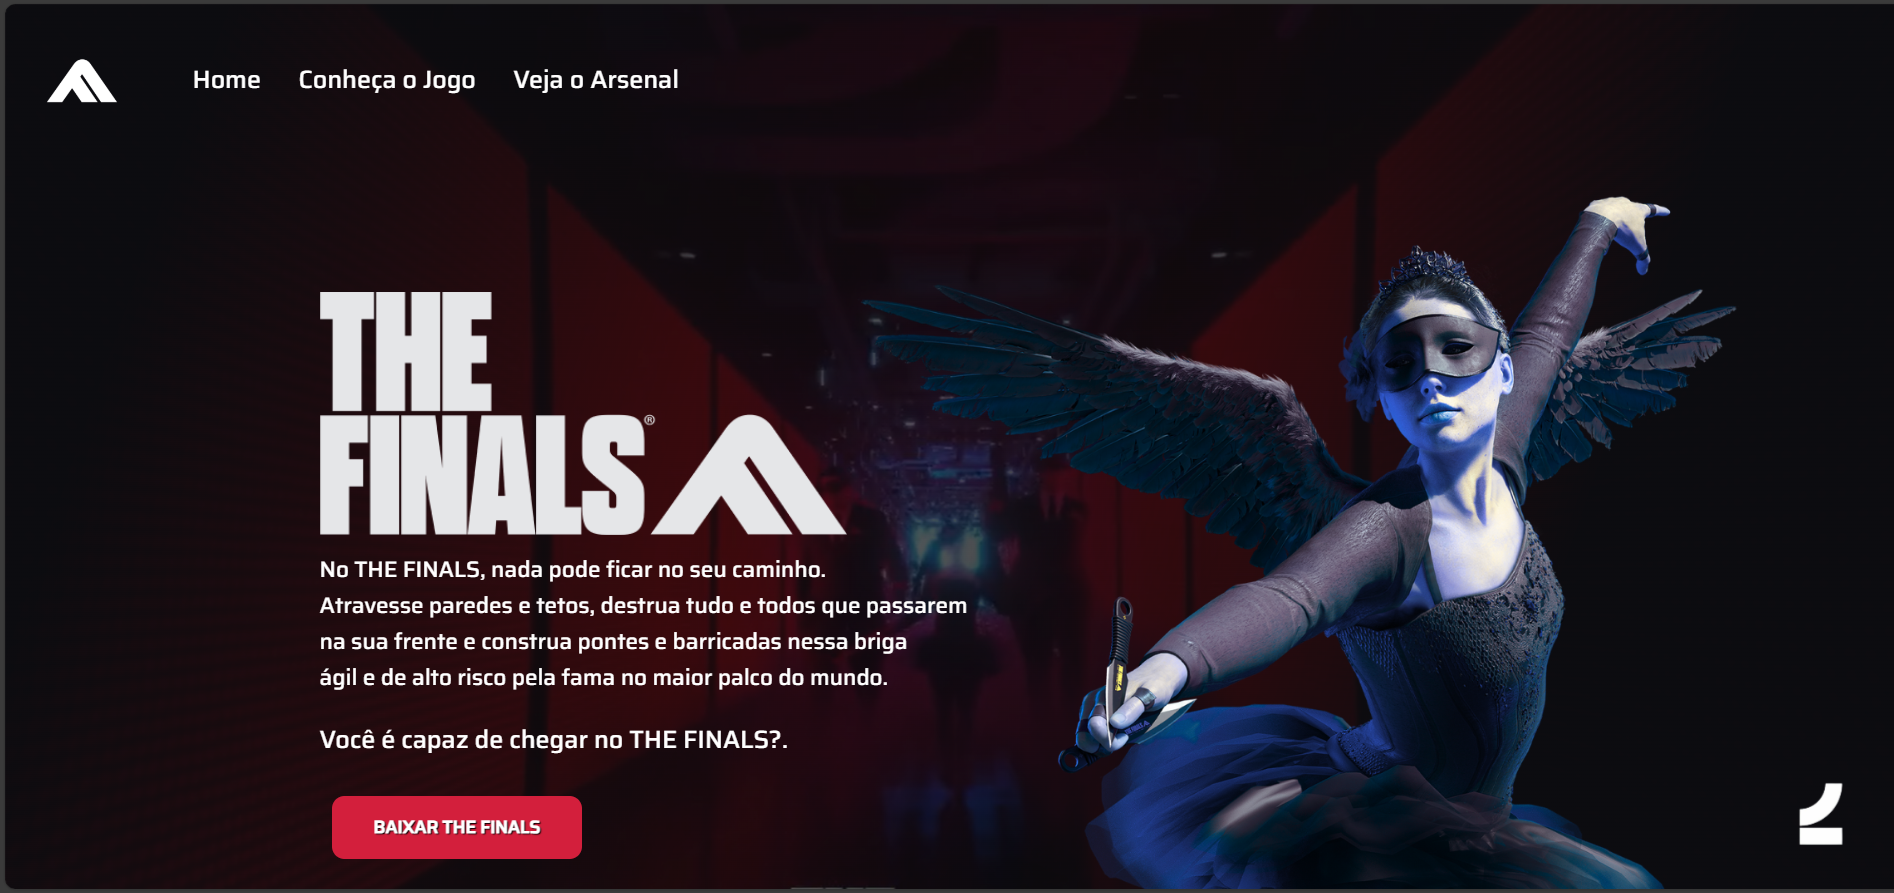 Home Conheça o Jogo Veja o Arsenal
THE
FINALS®
No THE FINALS, nada pode ficar no seu caminho.
Atravesse paredes e tetos, destrua tudo e todos que passarem
na sua frente e construa pontes e barricadas nessa briga
ágil e de alto risco pela fama no maior palco do mundo.
Você é capaz de chegar no THE FINALS?.
BAIXAR THE FINALS